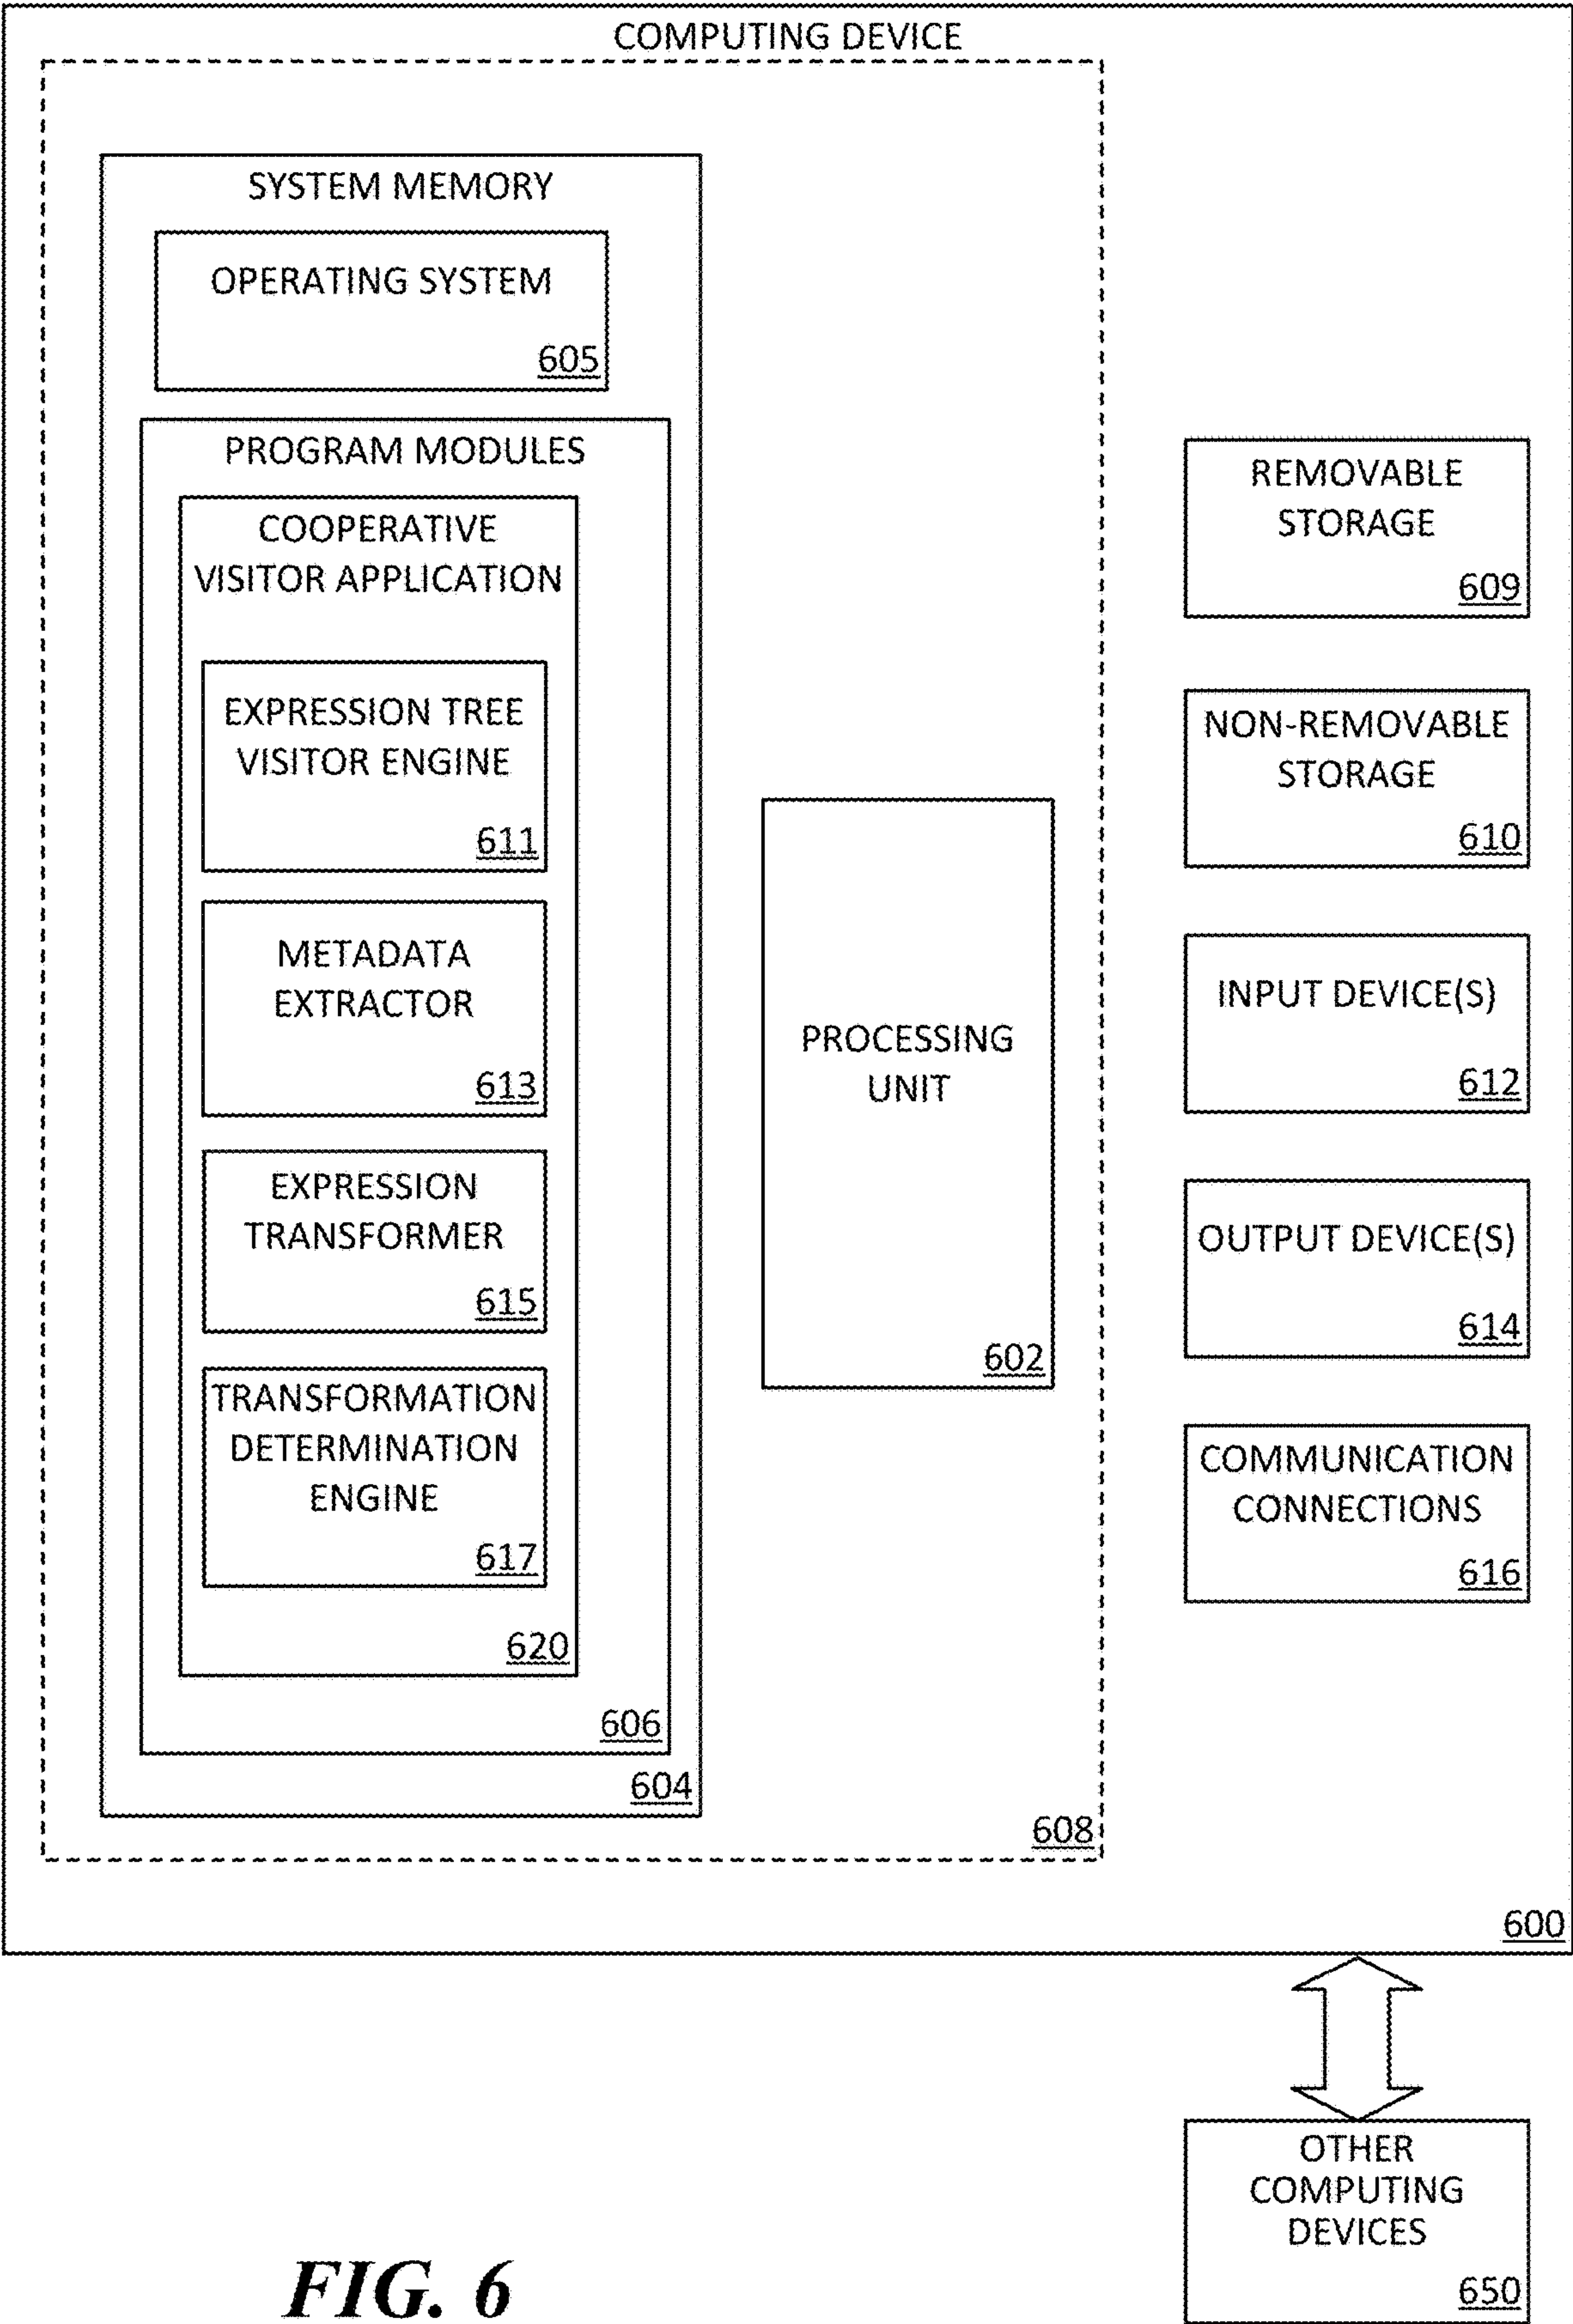 COMPUTING DEVICE
SYSTEM MEMORY
OPERATING SYSTEM
605
PROGRAM MODULES
COOPERATIVE
VISITOR APPLICATION
EXPRESSION TREE
VISITOR ENGINE
611
METADATA
EXTRACTOR
613
EXPRESSION
TRANSFORMER
615
TRANSFORMATION
DETERMINATION
ENGINE
617
620
606
604
PROCESSING
UNIT
602
608
REMOVABLE
STORAGE
609
NON-REMOVABLE
STORAGE
610
INPUT DEVICE(S)
612
OUTPUT DEVICE(S)
614
COMMUNICATION
CONNECTIONS
616
600
OTHER
COMPUTING
DEVICES
650
FIG. 6